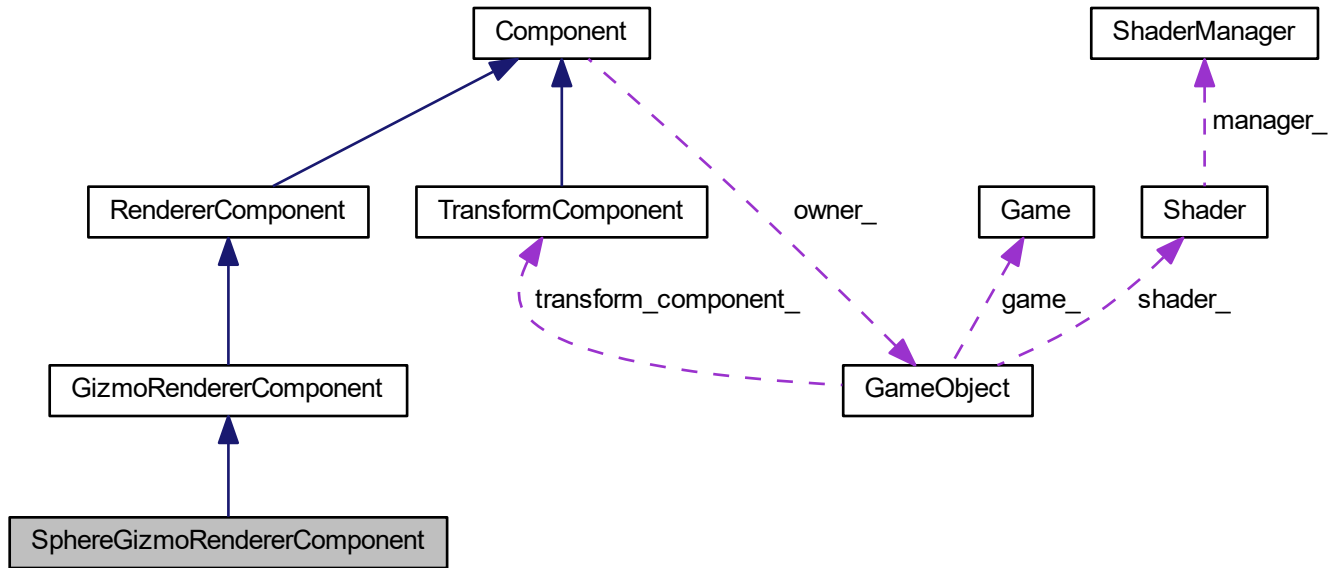 Component
ShaderManager
manager_
RendererComponent
TransformComponent
owner_
Game
Shader
transform_component_
game_
shader_
GizmoRendererComponent
GameObject
SphereGizmoRendererComponent